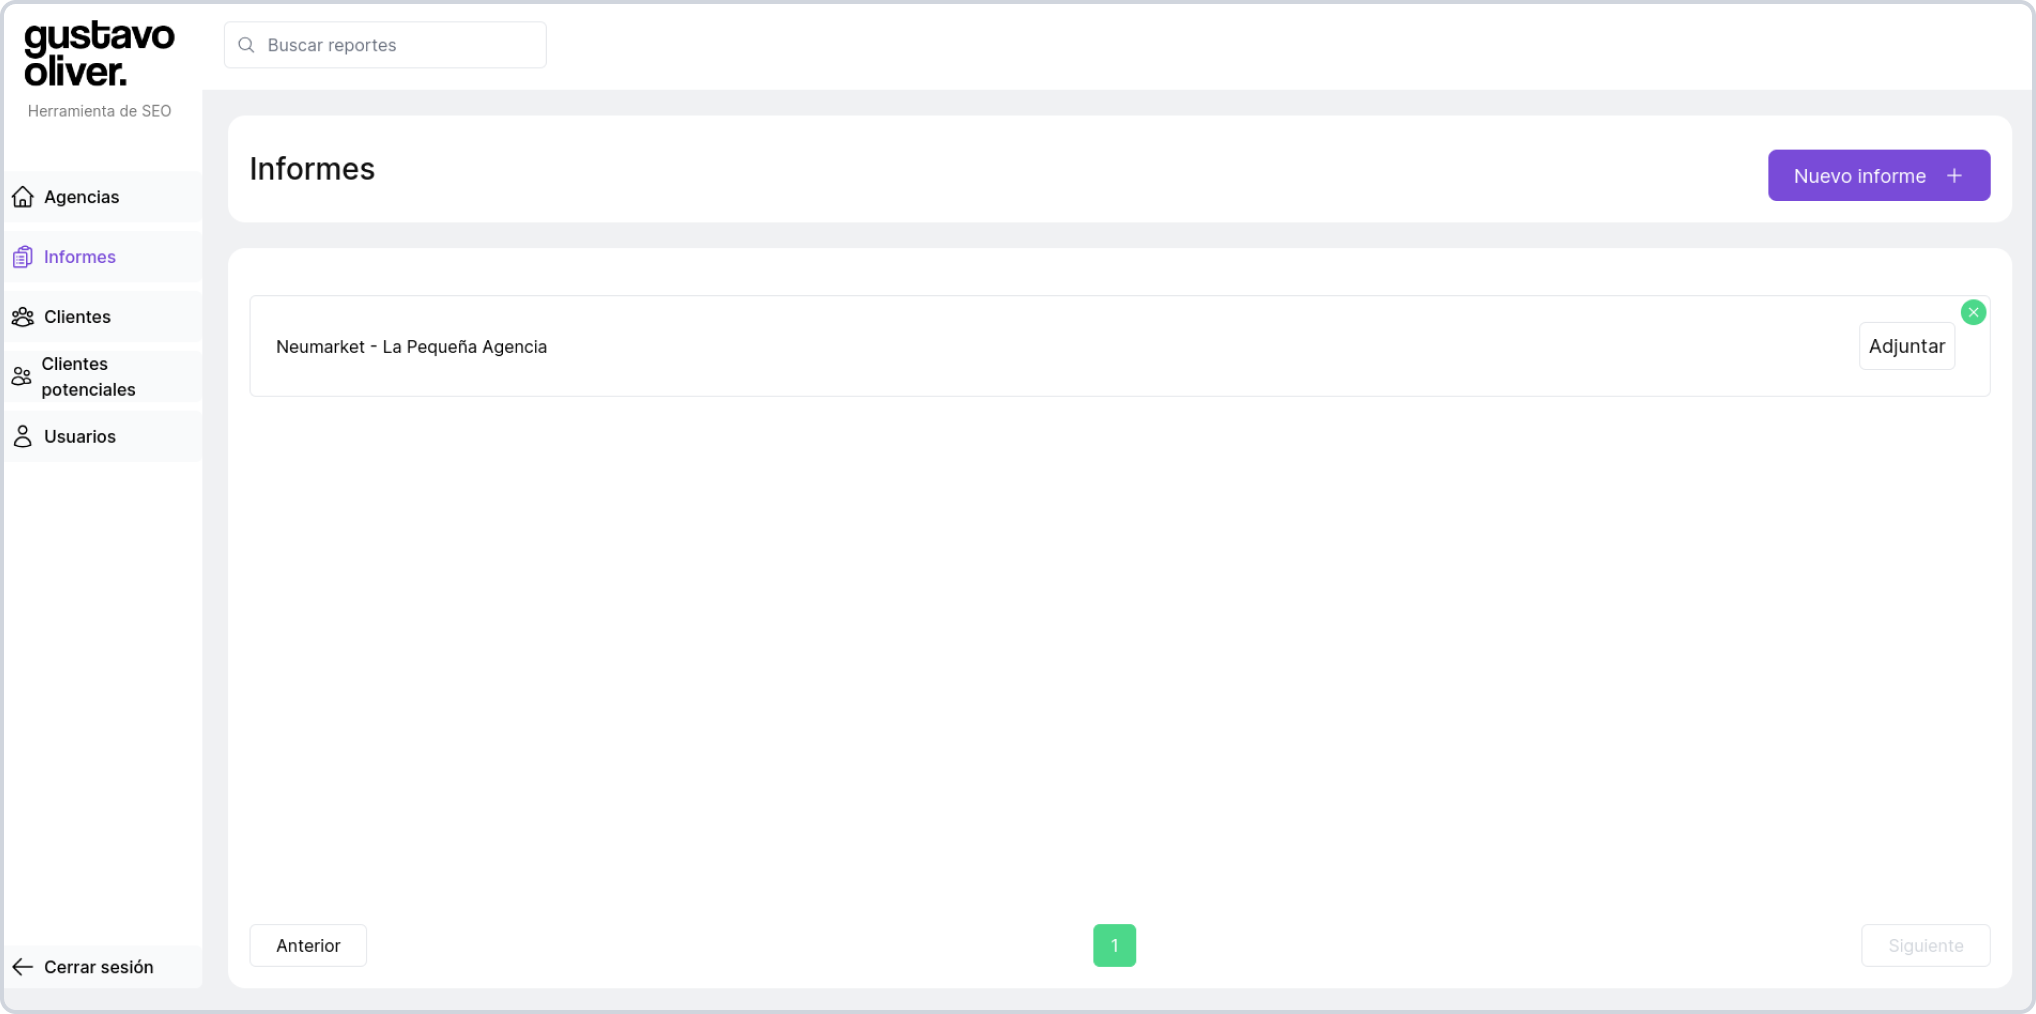 gustavo
oliver.
Herramienta de SEO
Buscar reportes
Agencias
Informes
Clientes
Clientes
potenciales
Usuarios
Cerrar sesión
Informes
Nuevo informe
Neumarket - La Pequeña Agencia
Adjuntar
Anterior
1
Siguiente